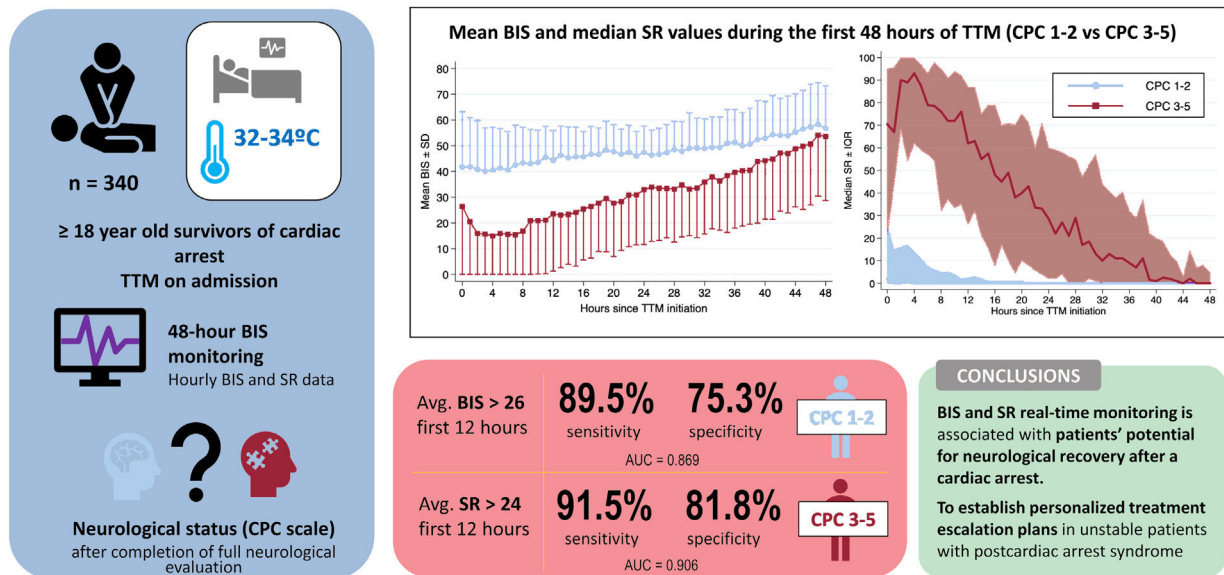 n = 340
32-34ºC
≥ 18 year old survivors of cardiac
arrest
TTM on admission
48-hour BIS
monitoring
Hourly BIS and SR data
?
Neurological status (CPC scale)
after completion of full neurological
evaluation
Mean BIS and median SR values during the first 48 hours of TTM (CPC 1-2 vs CPC 3-5)
Mean BIS ± SD
80
70
60
50
40
30
20
10
0
0 4 8 12 16 20 24 28 32 36 40 44 48
Hours since TTM initiation
Median SR ± IQR
100
90
80
70
60
50
40
30
20
10
0
0 4 8 12 16 20 24 28 32 36 40 44 48
Hours since TTM initiation
CPC 1-2
CPC 3-5
Avg. BIS > 26
first 12 hours
89.5%
sensitivity
75.3%
specificity
AUC = 0.869
CPC 1-2
Avg. SR > 24
first 12 hours
91.5%
sensitivity
81.8%
specificity
AUC = 0.906
CPC 3-5
CONCLUSIONS
BIS and SR real-time monitoring is
associated with patients' potential
for neurological recovery after a
cardiac arrest.
To establish personalized treatment
escalation plans in unstable patients
with postcardiac arrest syndrome